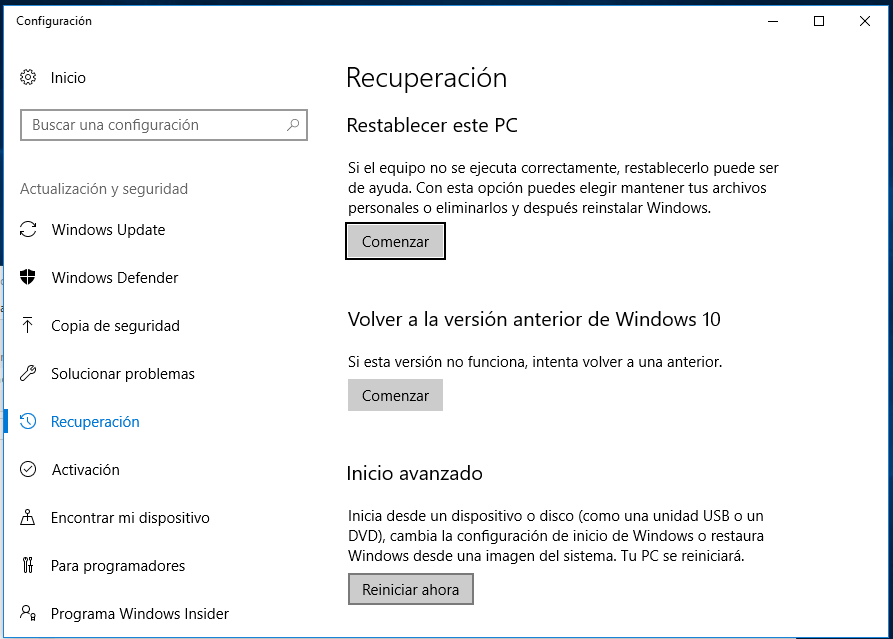 Configuración
Inicio
Buscar una configuración
Actualización y seguridad
Windows Update
Windows Defender
Copia de seguridad
Solucionar problemas
Recuperación
Activación
Encontrar mi dispositivo
Para programadores
Programa Windows Insider
Recuperación
Restablecer este PC
Si el equipo no se ejecuta correctamente, restablecerlo puede ser
de ayuda. Con esta opción puedes elegir mantener tus archivos
personales o eliminarlos y después reinstalar Windows.
Comenzar
Volver a la versión anterior de Windows 10
Si esta versión no funciona, intenta volver a una anterior.
Comenzar
Inicio avanzado
Inicia desde un dispositivo o disco (como una unidad USB o un
DVD), cambia la configuración de inicio de Windows o restaura
Windows desde una imagen del sistema. Tu PC se reiniciará.
Reiniciar ahora